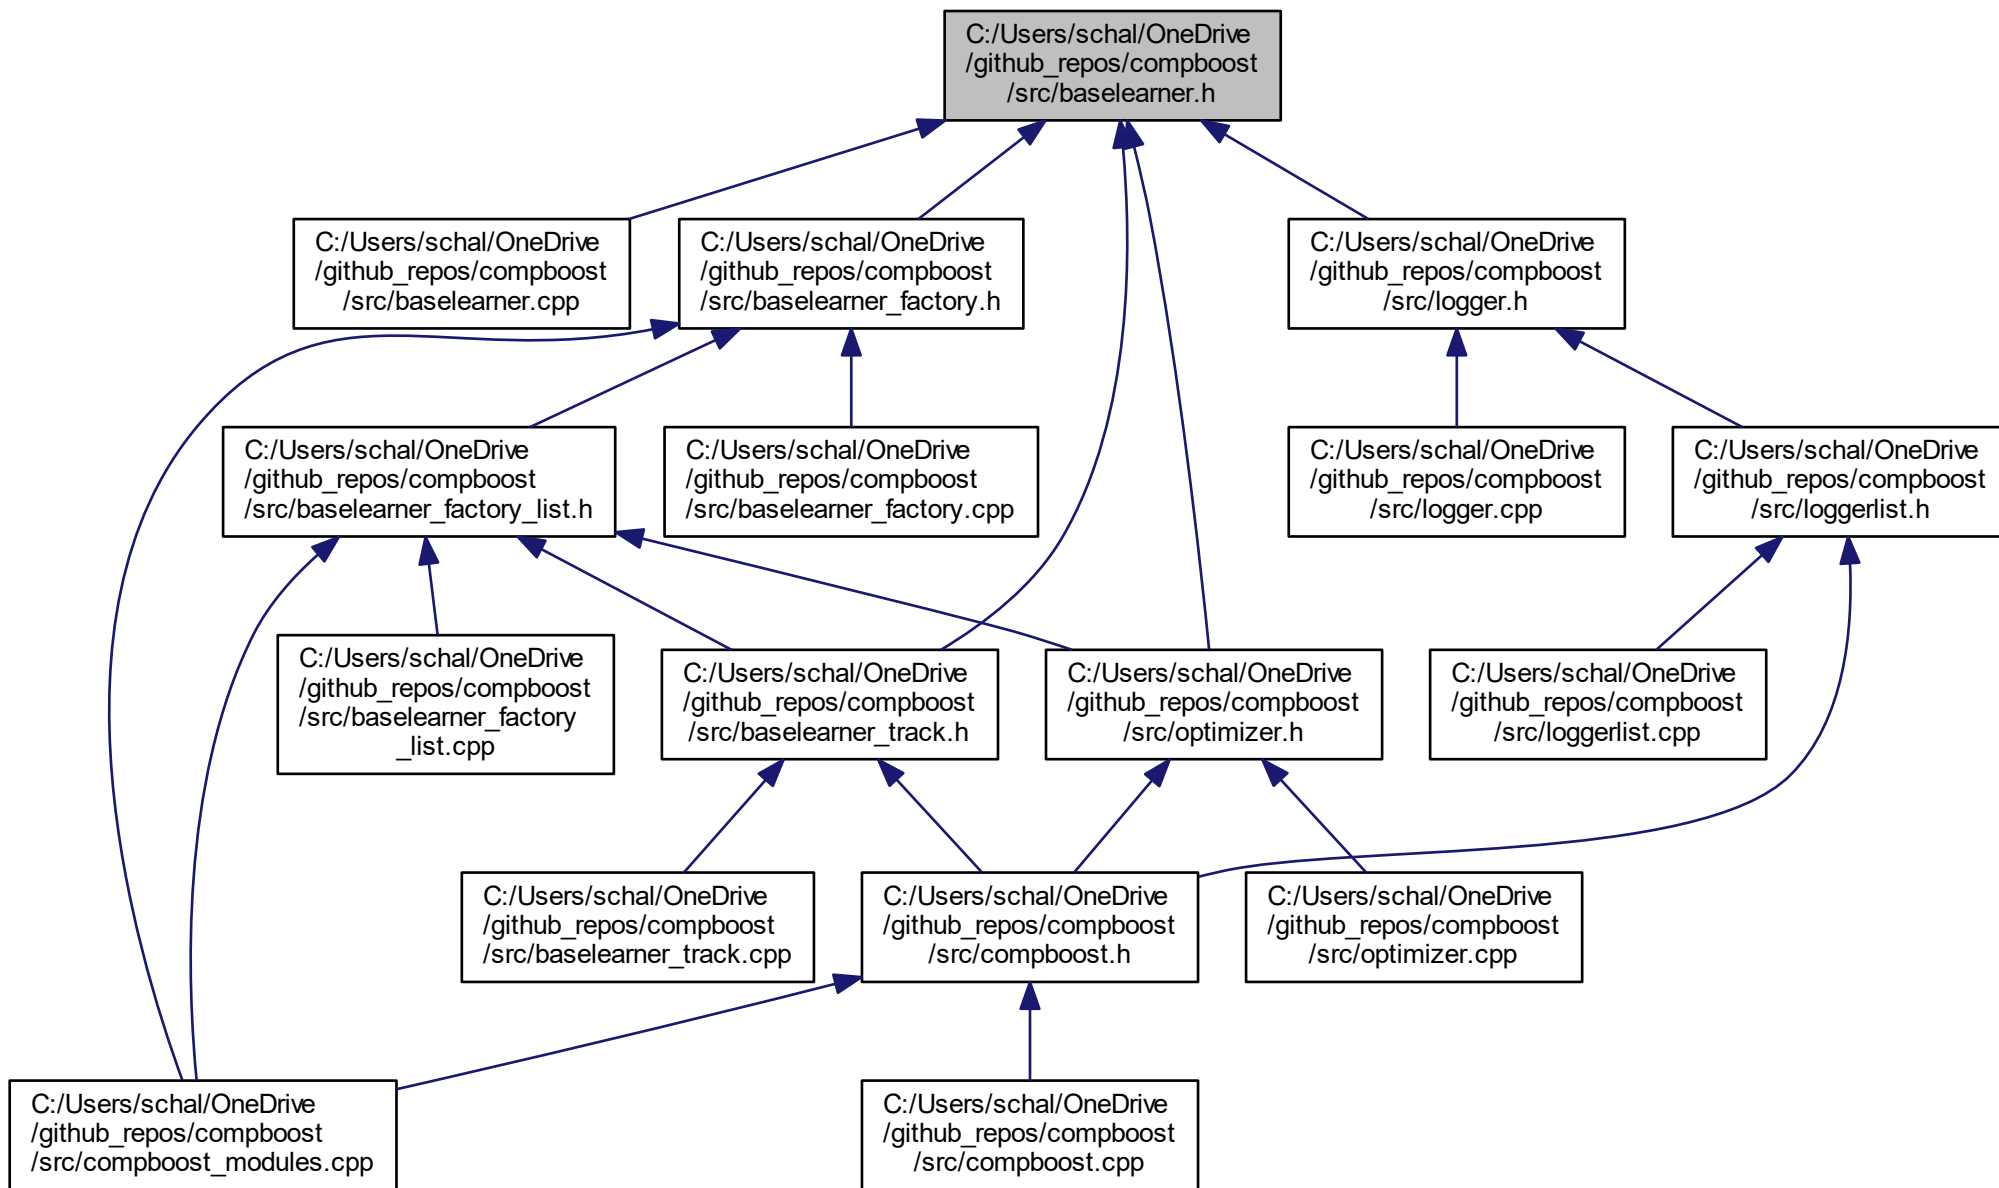 C:/Users/schal/OneDrive
/github_repos/compboost
/src/baselearner.h
C:/Users/schal/OneDrive
/github_repos/compboost
/src/baselearner.cpp
C:/Users/schal/OneDrive
/github_repos/compboost
/src/baselearner_factory.h
C:/Users/schal/OneDrive
/github_repos/compboost
/src/logger.h
C:/Users/schal/OneDrive
/github_repos/compboost
/src/baselearner_factory_list.h
C:/Users/schal/OneDrive
/github_repos/compboost
/src/baselearner_factory.cpp
C:/Users/schal/OneDrive
/github_repos/compboost
/src/logger.cpp
C:/Users/schal/OneDrive
/github_repos/compboost
/src/loggerlist.h
C:/Users/schal/OneDrive
/github_repos/compboost
/src/baselearner_factory
_list.cpp
C:/Users/schal/OneDrive
/github_repos/compboost
/src/baselearner_track.h
C:/Users/schal/OneDrive
/github_repos/compboost
/src/optimizer.h
C:/Users/schal/OneDrive
/github_repos/compboost
/src/loggerlist.cpp
C:/Users/schal/OneDrive
/github_repos/compboost
/src/baselearner_track.cpp
C:/Users/schal/OneDrive
/github_repos/compboost
/src/compboost.h
C:/Users/schal/OneDrive
/github_repos/compboost
/src/optimizer.cpp
C:/Users/schal/OneDrive
/github_repos/compboost
/src/compboost_modules.cpp
C:/Users/schal/OneDrive
/github_repos/compboost
/src/compboost.cpp